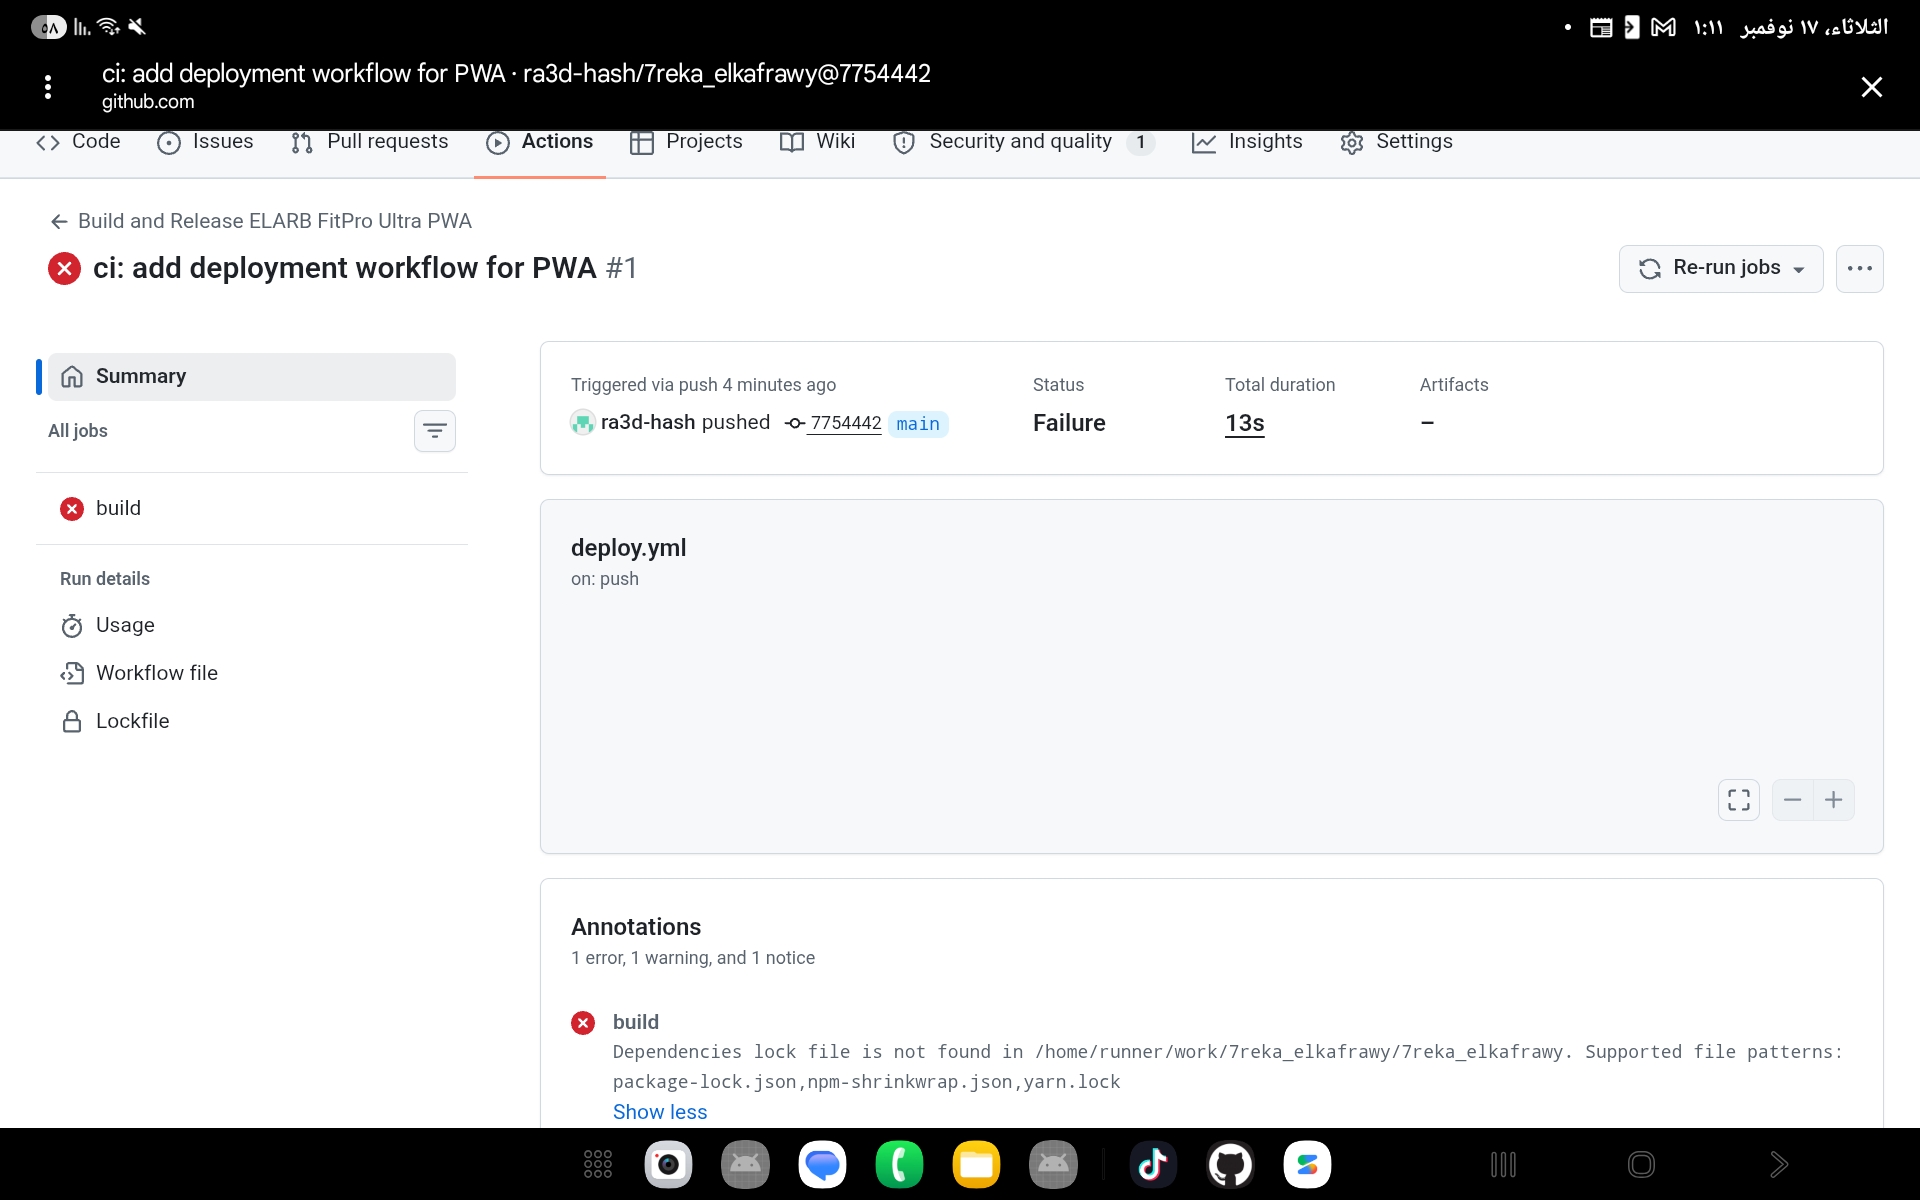 ٥٨
١:١١ الثلاثاء، ١٧ نوفمبر
ci: add deployment workflow for PWA · ra3d-hash/7reka_elkafrawy@7754442
github.com
Code Issues Pull requests Actions Projects Wiki Security and quality 1 Insights Settings
Build and Release ELARB FitPro Ultra PWA
ci: add deployment workflow for PWA #1
Re-run jobs
Summary
All jobs
build
Run details
Usage
Workflow file
Lockfile
Triggered via push 4 minutes ago
ra3d-hash pushed 7754442 main
Status
Failure
Total duration
13s
Artifacts
–
deploy.yml
on: push
Annotations
1 error, 1 warning, and 1 notice
build
Dependencies lock file is not found in /home/runner/work/7reka_elkafrawy/7reka_elkafrawy. Supported file patterns:
package-lock.json,npm-shrinkwrap.json,yarn.lock
Show less